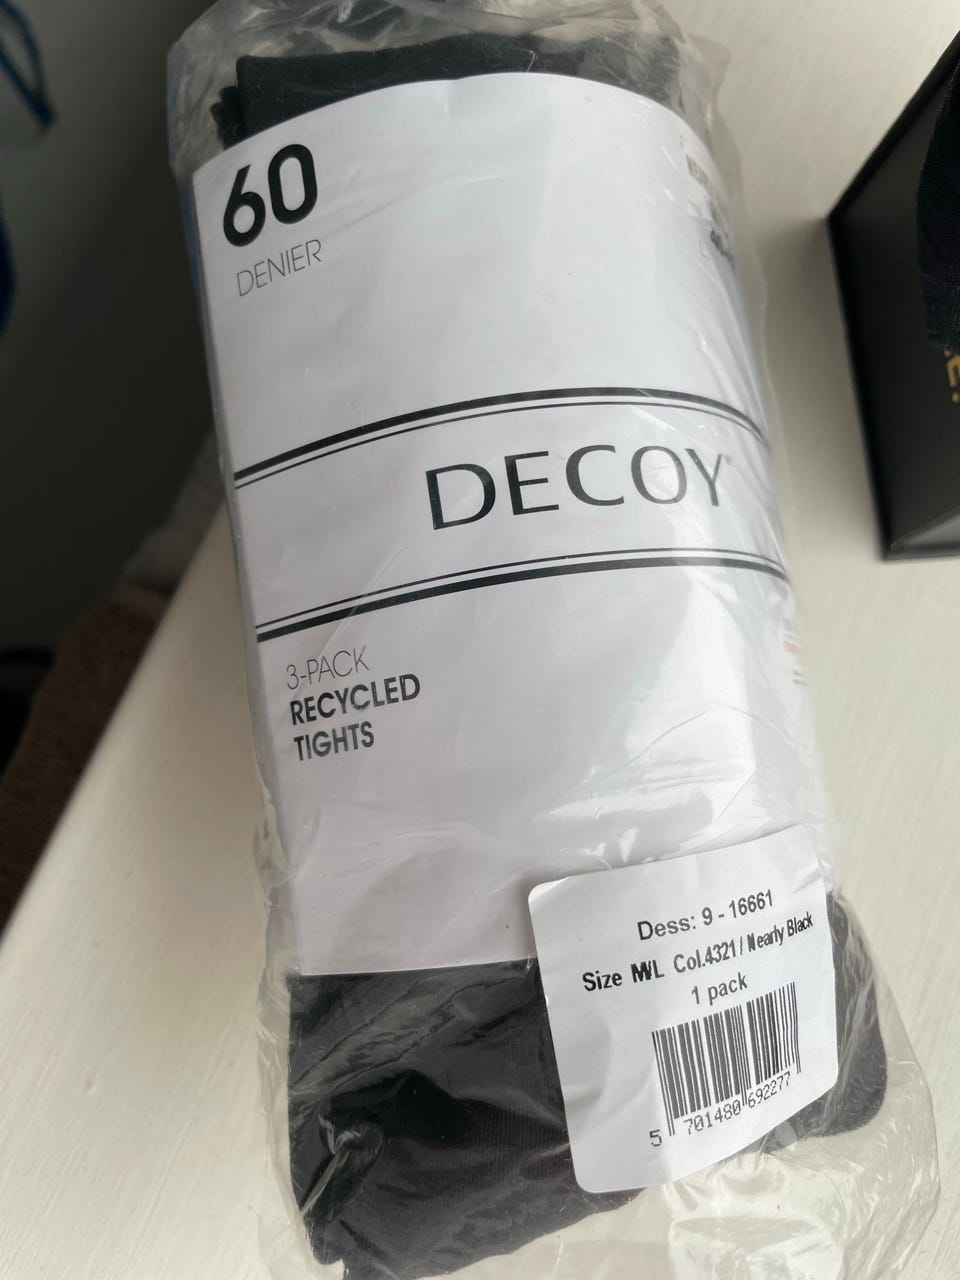 60
DENIER
DECOY
3-PACK
RECYCLED
TIGHTS
Dess: 9 - 16661
Size M/L Col.4321 / Nearly Black
1 pack
5 701480 692277